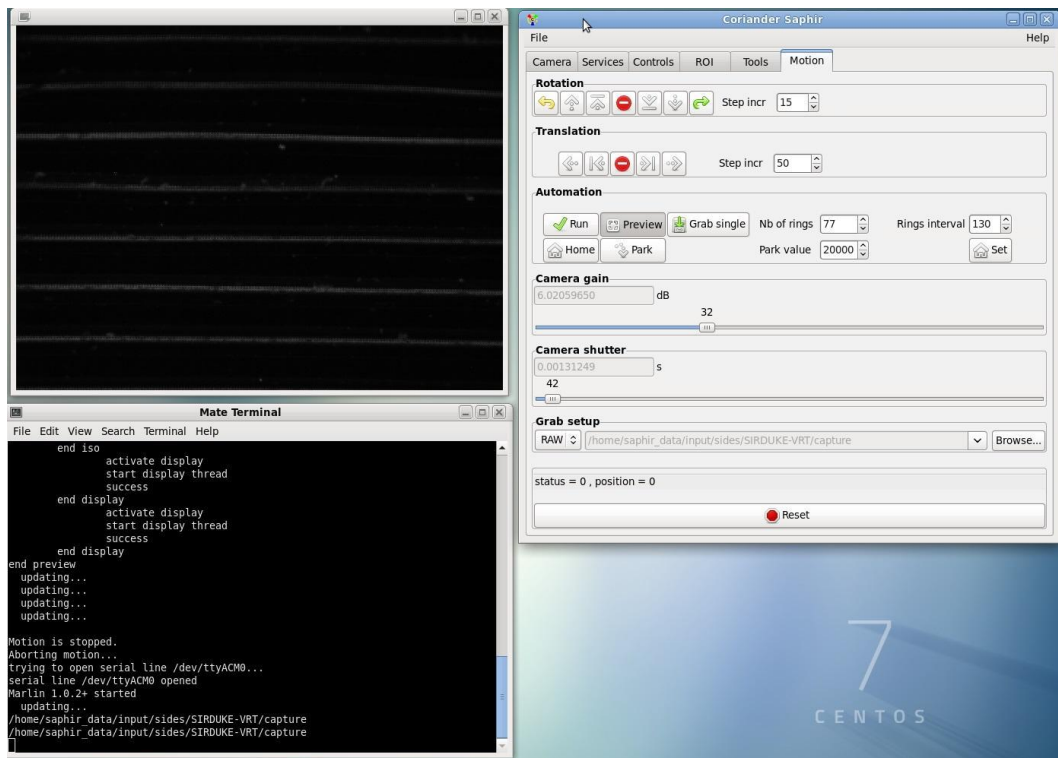 Coriander Saphir
File Help
Camera Services Controls ROI Tools Motion
Rotation
Step incr 15
Translation
Step incr 50
Automation
Run Preview Grab single Nb of rings 77 Rings interval 130
Home Park Park value 20000 Set
Camera gain
6.02059650 dB
32
Camera shutter
0.00131249 s
42
Grab setup
RAW /home/saphir_data/input/sides/SIRDUKE-VRT/capture Browse...
status = 0 , position = 0
Reset
Mate Terminal
File Edit View Search Terminal Help
end iso
activate display
start display thread
success
end display
activate display
start display thread
success
end display
end preview
updating...
updating...
updating...
updating...
Motion is stopped.
Aborting motion...
trying to open serial line /dev/ttyACM0...
serial line /dev/ttyACM0 opened
Marlin 1.0.2+ started
updating...
/home/saphir_data/input/sides/SIRDUKE-VRT/capture
/home/saphir_data/input/sides/SIRDUKE-VRT/capture
7
CENTOS